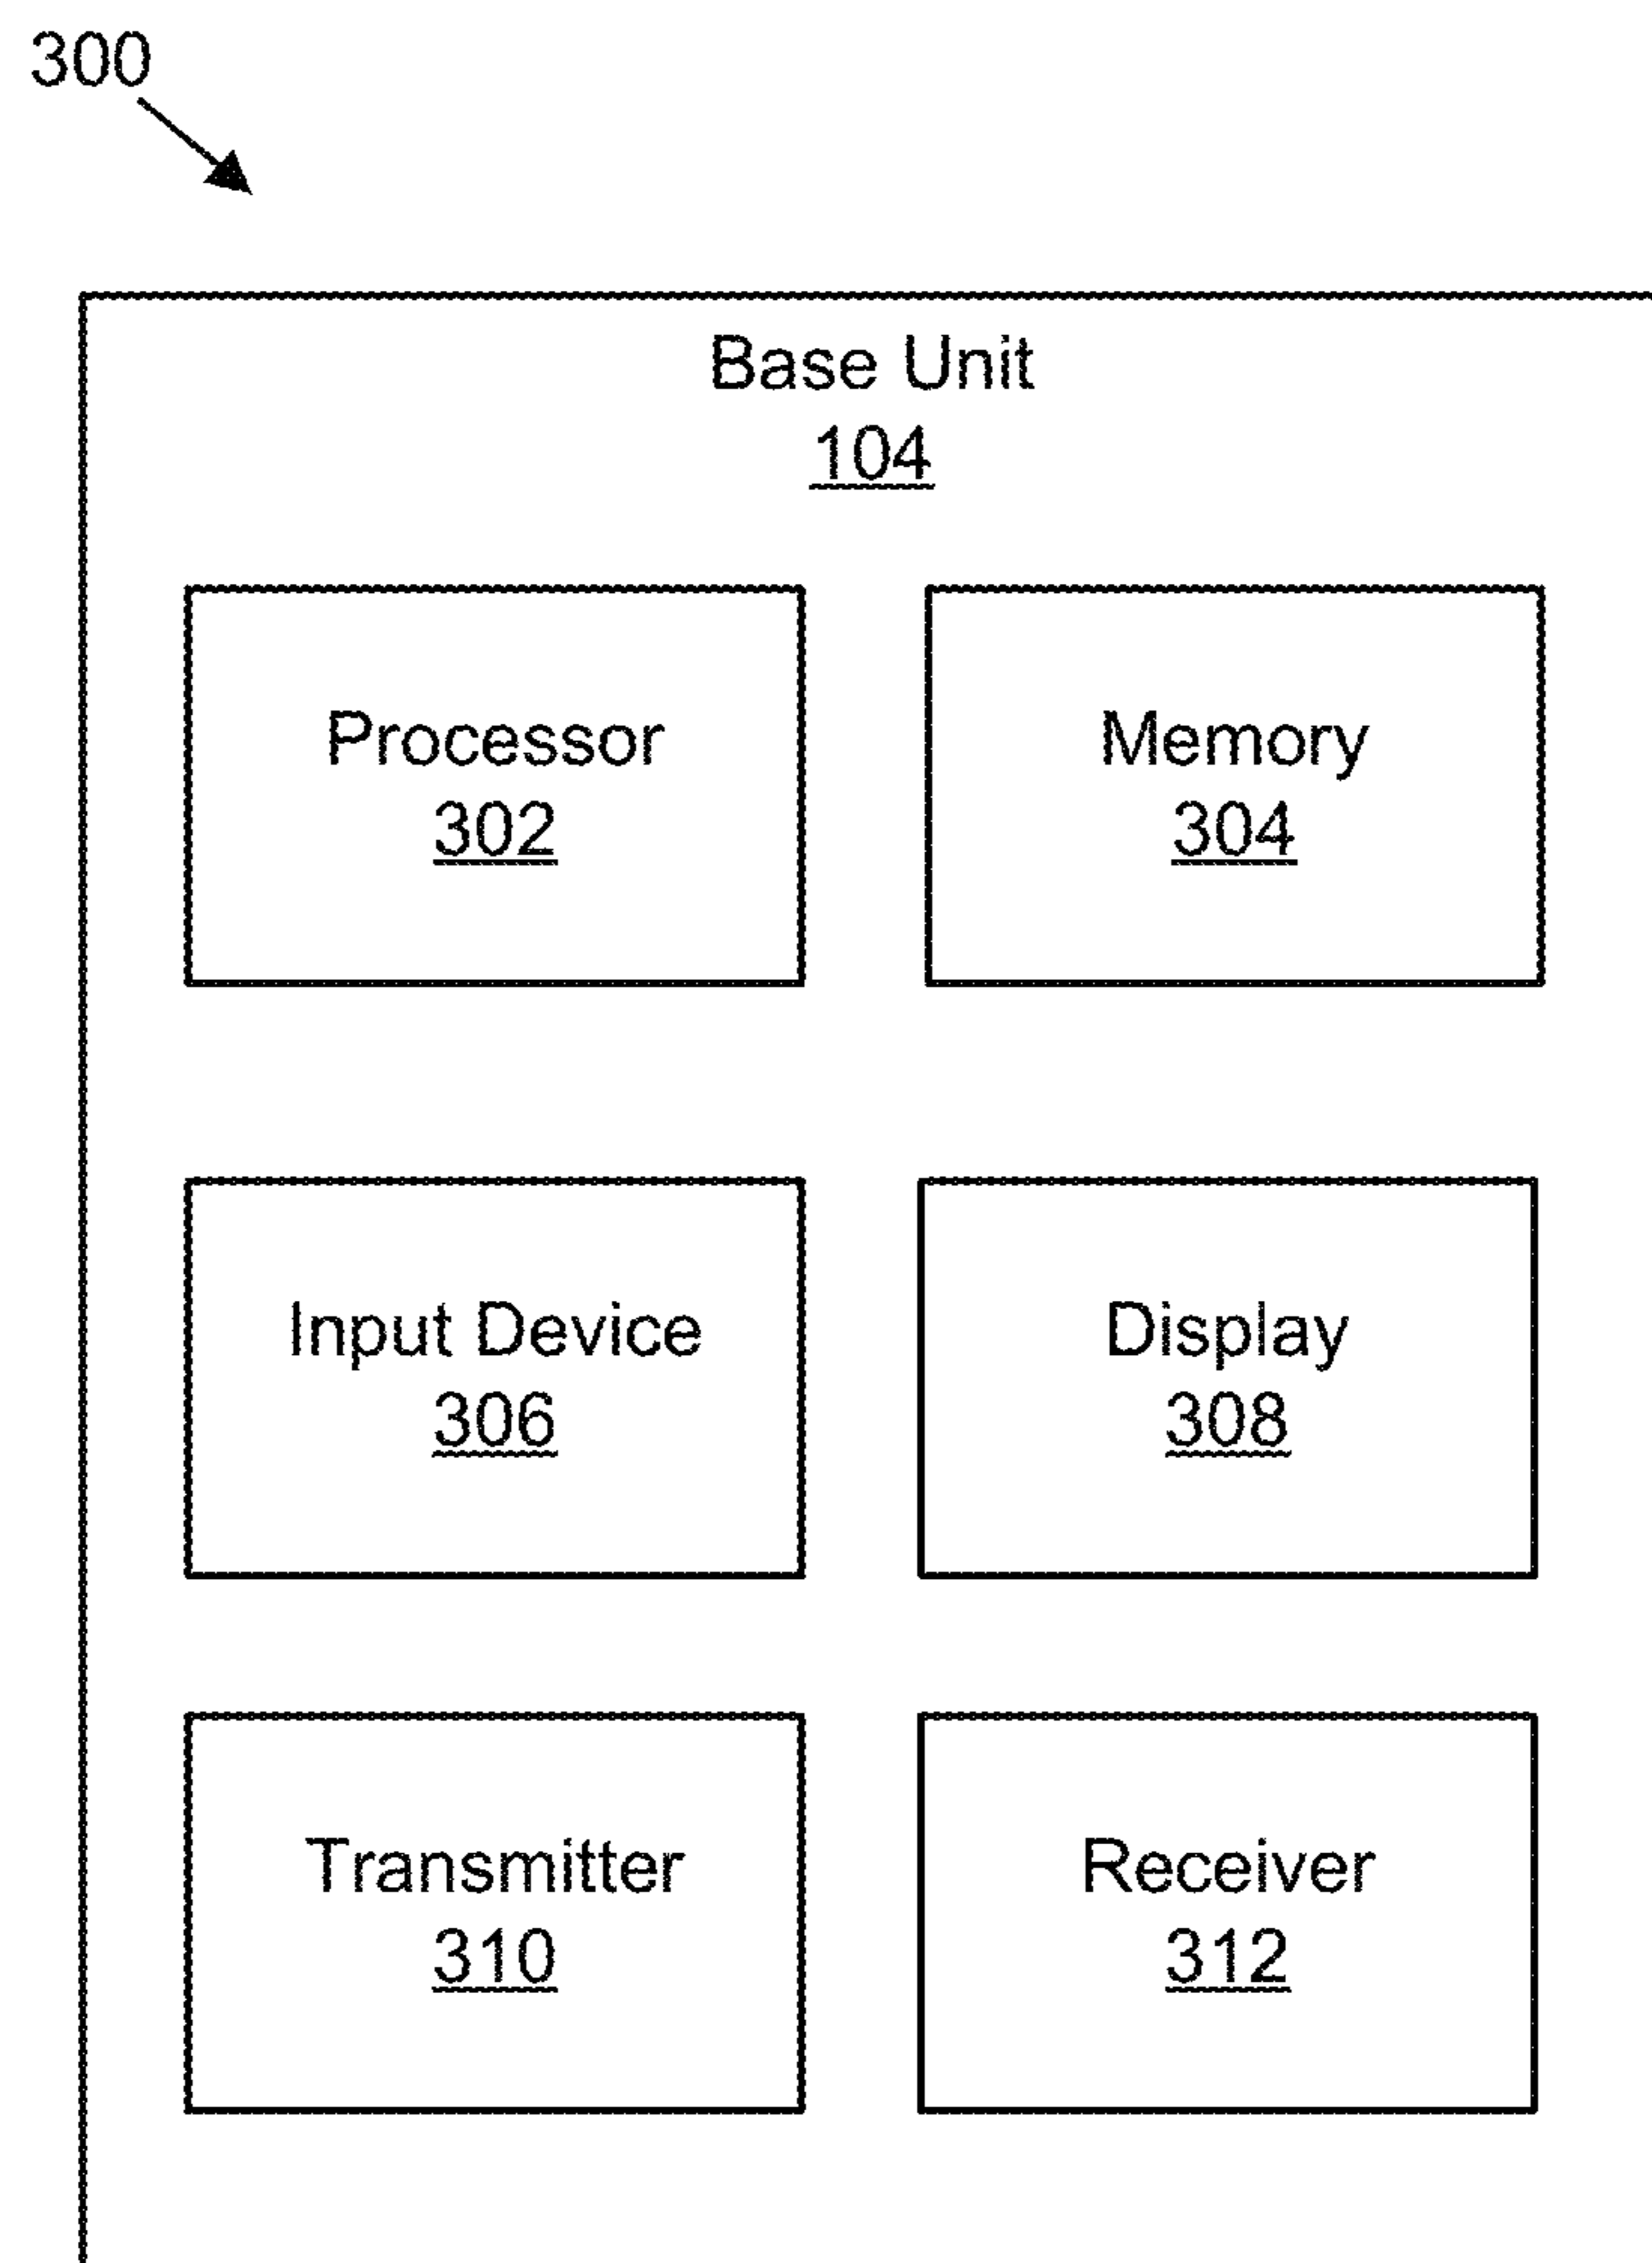 300
Base Unit
104
Processor
302
Memory
304
Input Device
306
Display
308
Transmitter
310
Receiver
312